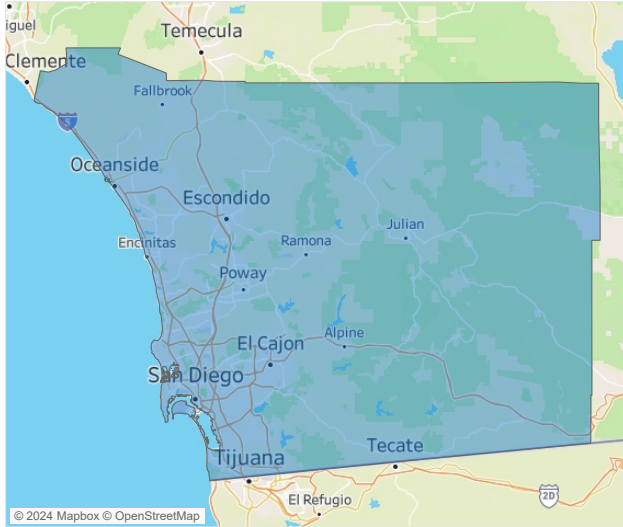 iguel
Temecula
Clemente
Fallbrook
5
Oceanside
Escondido
Encinitas
Julian
Ramona
Poway
El Cajon
Alpine
San Diego
Tijuana
Tecate
El Refugio
2D
© 2024 Mapbox © OpenStreetMap